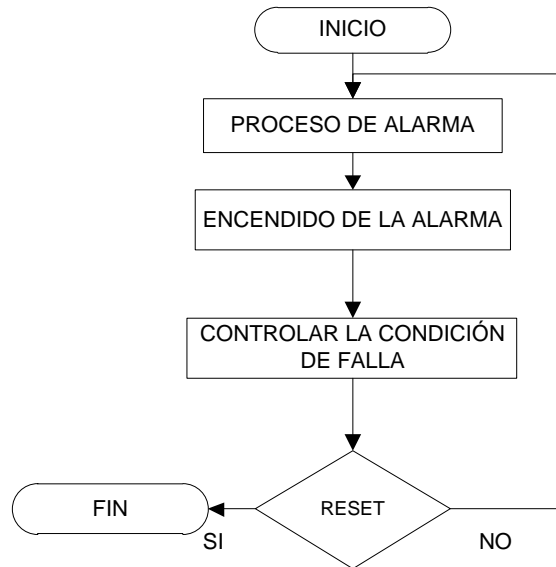 INICIO
PROCESO DE ALARMA
ENCENDIDO DE LA ALARMA
CONTROLAR LA CONDICIÓN
DE FALLA
RESET
FIN
SI
NO